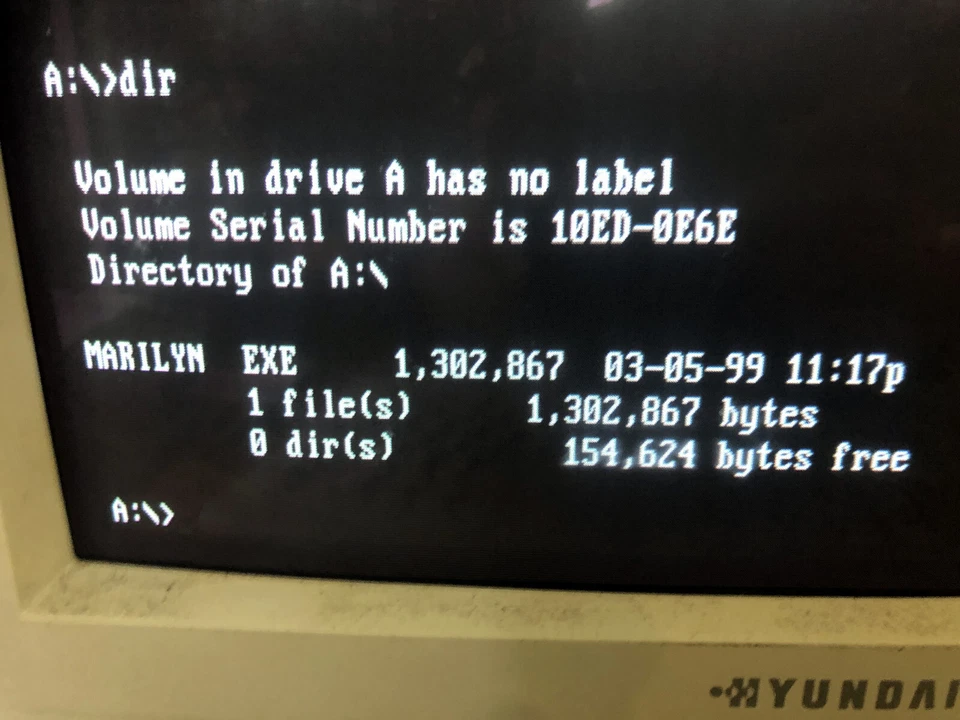 A:\>dir
Volume in drive A has no label
Volume Serial Number is 10ED-0E6E
Directory of A:\
MARILYN EXE 1,302,867 03-05-99 11:17p
1 file(s) 1,302,867 bytes
0 dir(s) 154,624 bytes free
A:\>
HYUNDAI